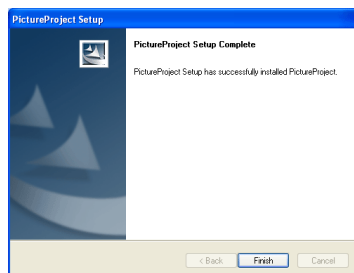 PictureProject Setup
PictureProject Setup Complete
PictureProject Setup has successfully installed PictureProject.
< Back
Finish
Cancel